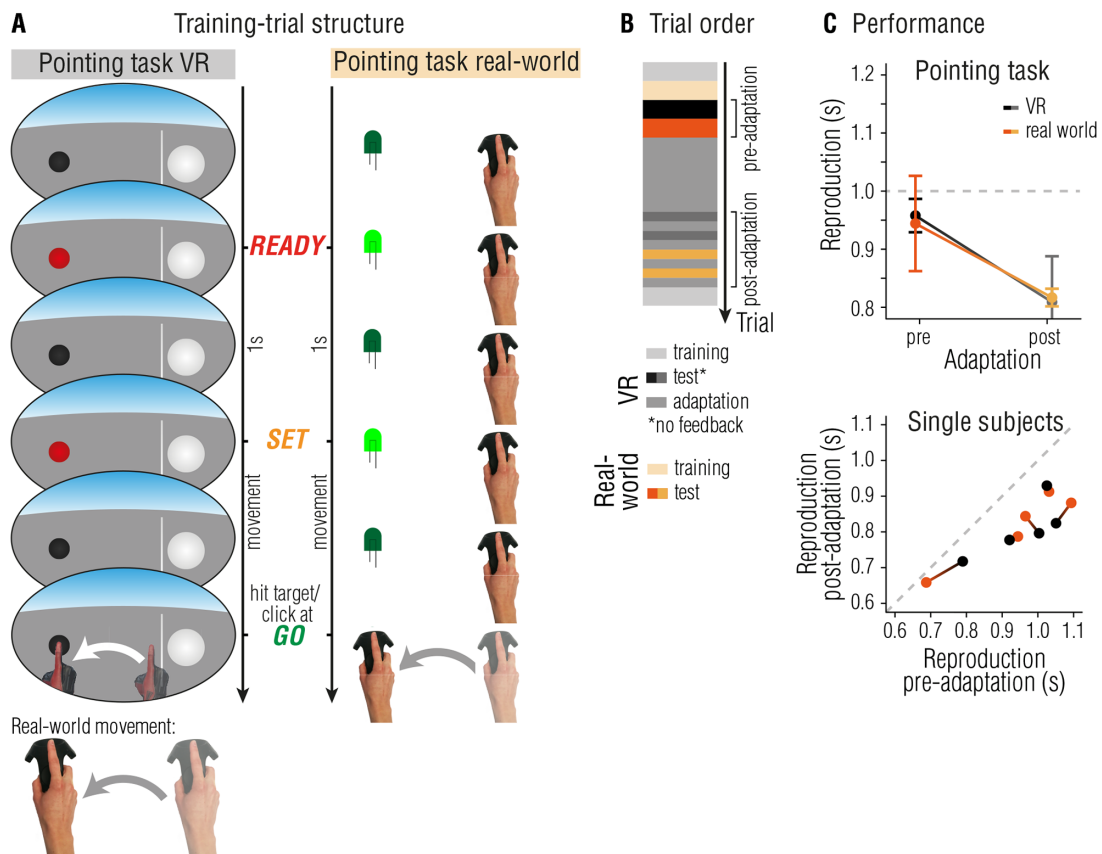 A
Training-trial structure
Pointing task VR
Pointing task real-world
READY
1s
1s
SET
movement
movement
hit target/
click at
GO
Real-world movement:
B Trial order
pre-adaptation
post-adaptation
Trial
VR
training
test*
adaptation
*no feedback
Real-
world
training
test
C Performance
Pointing task
VR
real world
Reproduction (s)
1.2
1.1
1.0
0.9
0.8
pre
post
Adaptation
Single subjects
Reproduction
post-adaptation (s)
1.1
1.0
0.9
0.8
0.7
0.6
0.6 0.7 0.8 0.9 1.0 1.1
Reproduction
pre-adaptation (s)